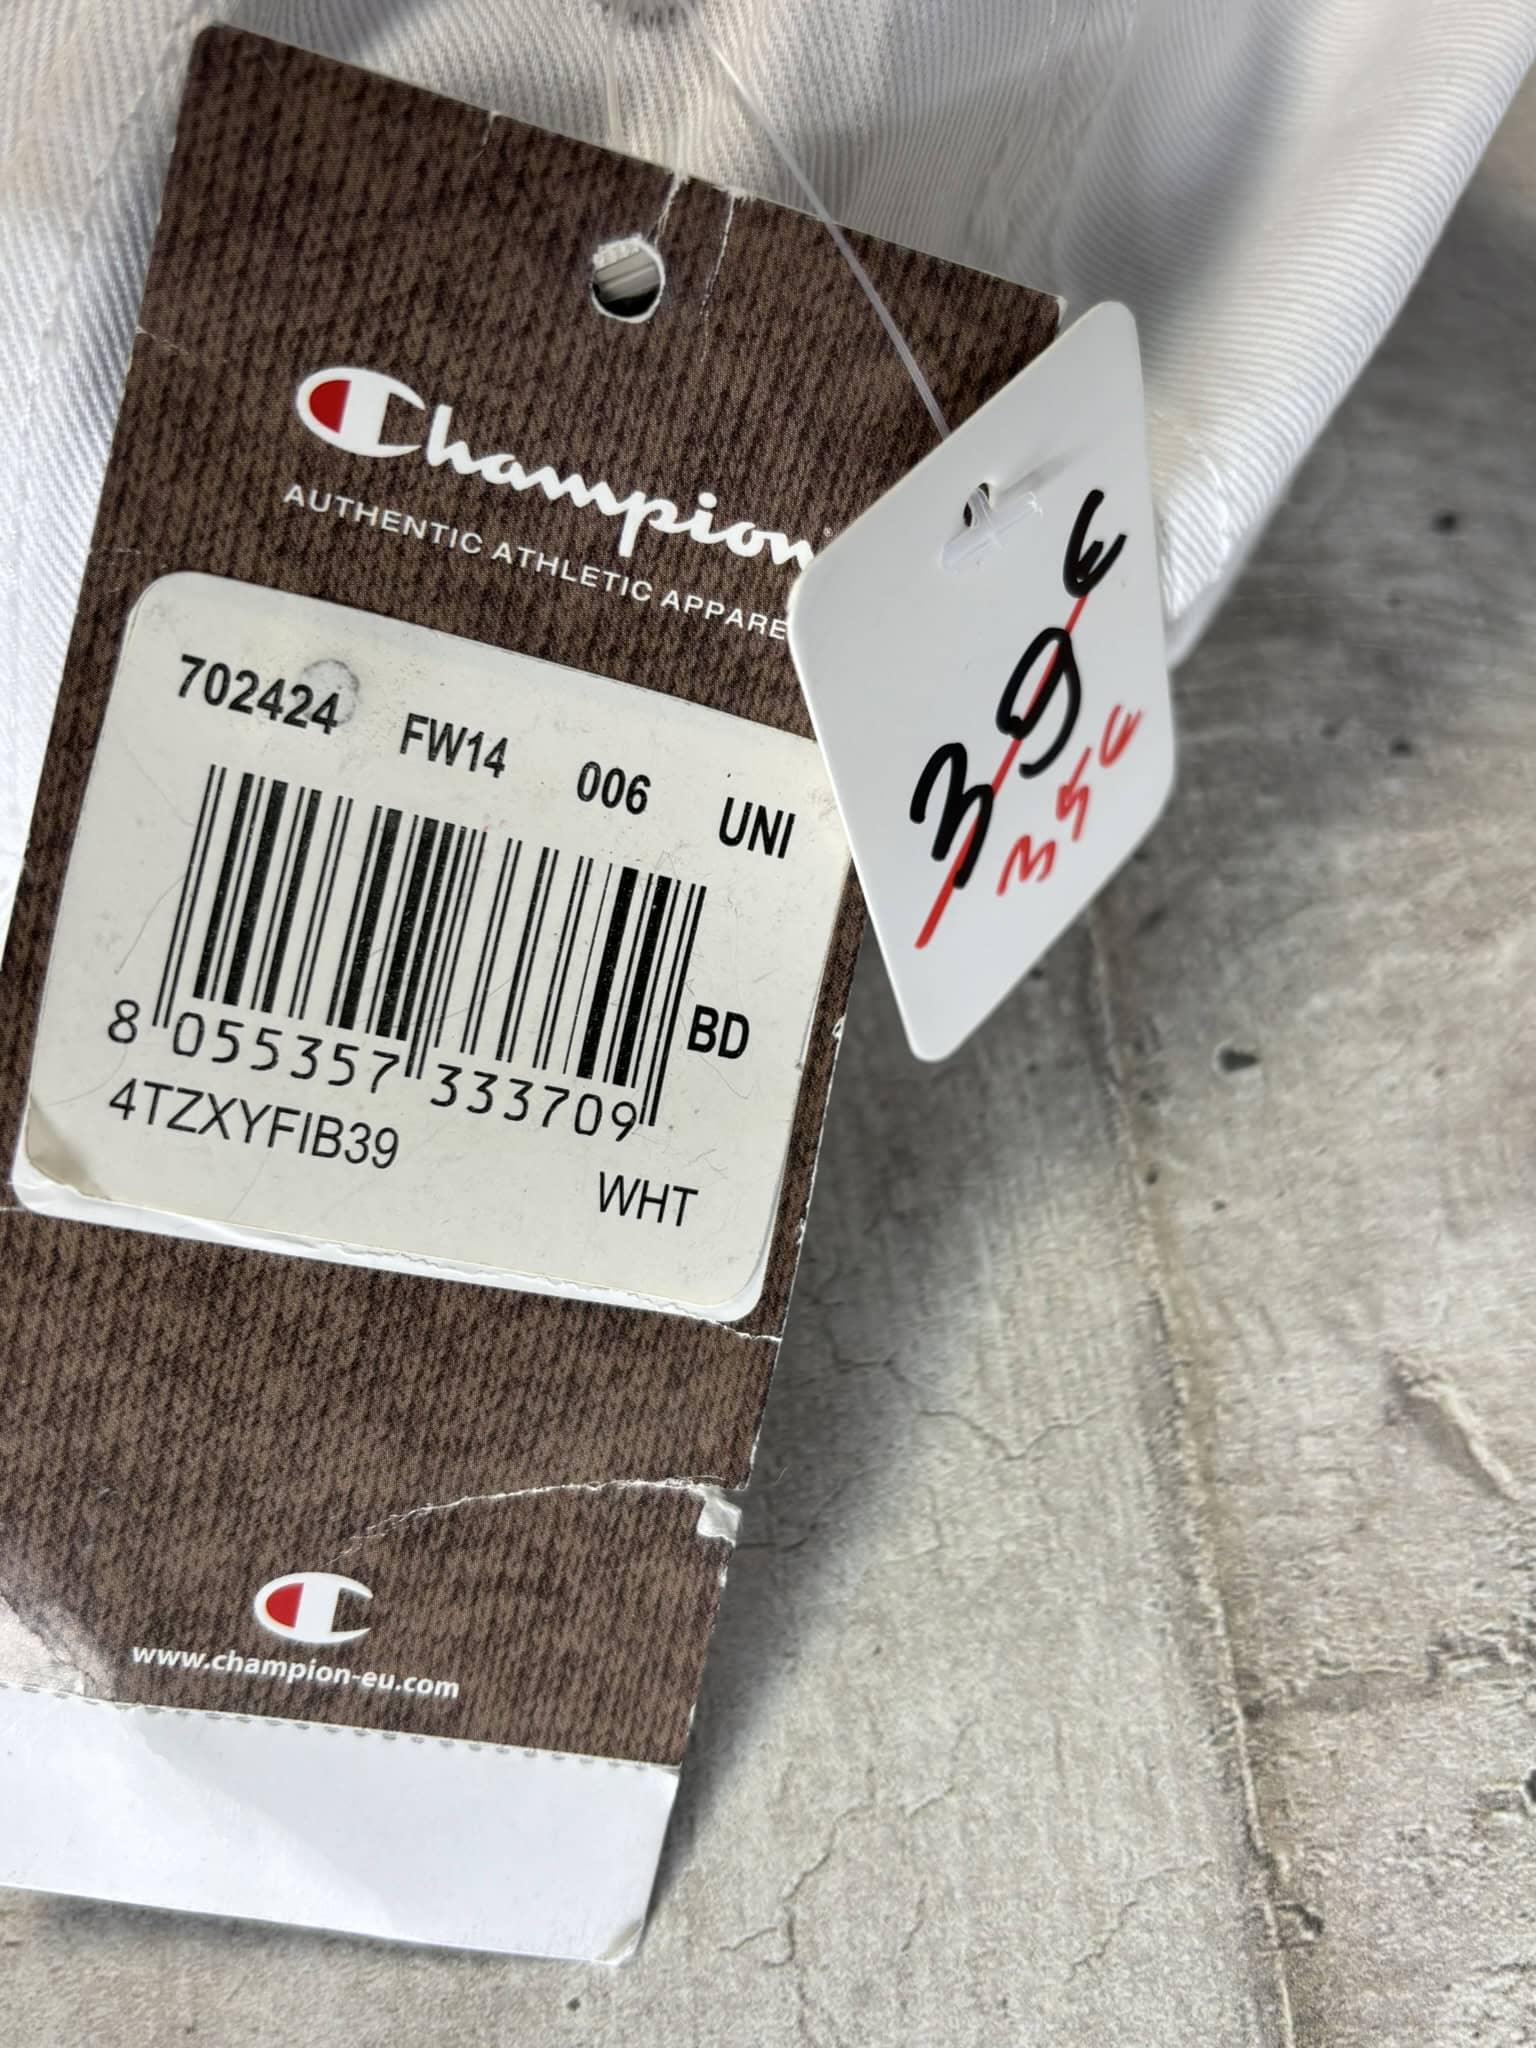 Champion
AUTHENTIC ATHLETIC APPARE
702424 FW14 006 UNI
8 055357 333709 BD
4TZXYFIB39
WHT
39 €
35 €
www.champion-eu.com